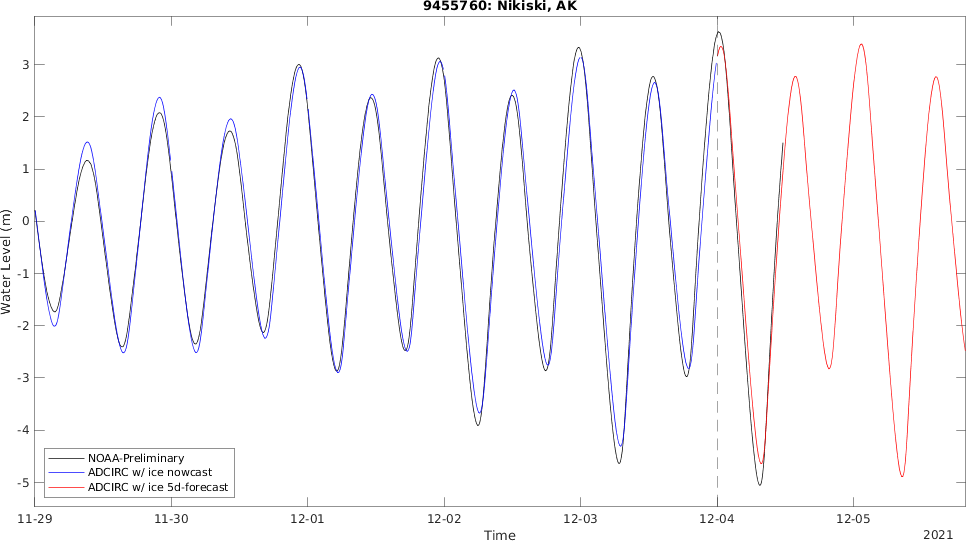 9455760: Nikiski, AK
Water Level (m)
3
2
1
0
-1
-2
-3
-4
-5
NOAA-Preliminary
ADCIRC w/ ice nowcast
ADCIRC w/ ice 5d-forecast
11-29 11-30 12-01 12-02 12-03 12-04 12-05
Time
2021